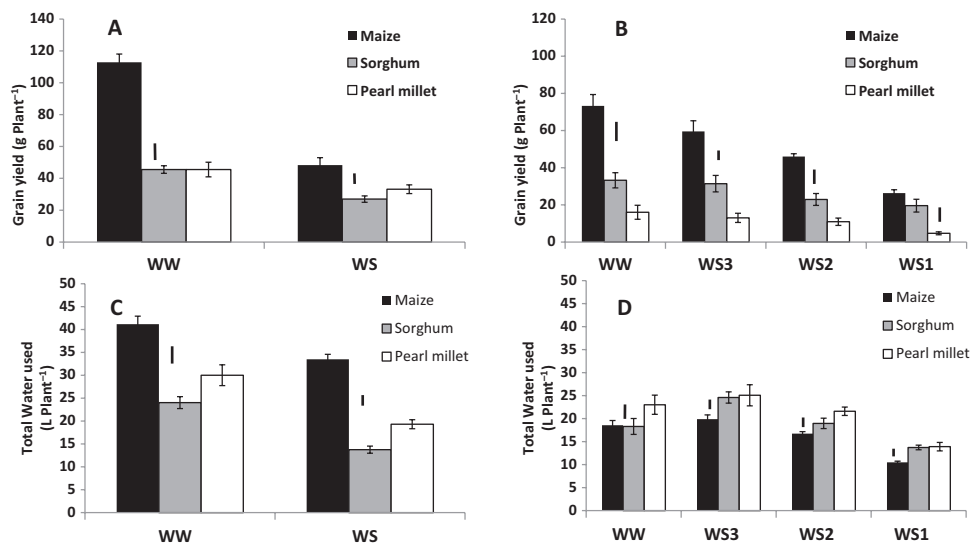 A
Grain yield (g Plant⁻¹)
140
120
100
80
60
40
20
0
Maize
Sorghum
Pearl millet
WW
WS
B
Grain yield (g Plant⁻¹)
120
100
80
60
40
20
0
Maize
Sorghum
Pearl millet
WW
WS3
WS2
WS1
C
Total Water used
(L Plant⁻¹)
50
45
40
35
30
25
20
15
10
5
0
Maize
Sorghum
Pearl millet
WW
WS
D
Total Water used
(L Plant⁻¹)
50
45
40
35
30
25
20
15
10
5
0
Maize
Sorghum
Pearl millet
WW
WS3
WS2
WS1